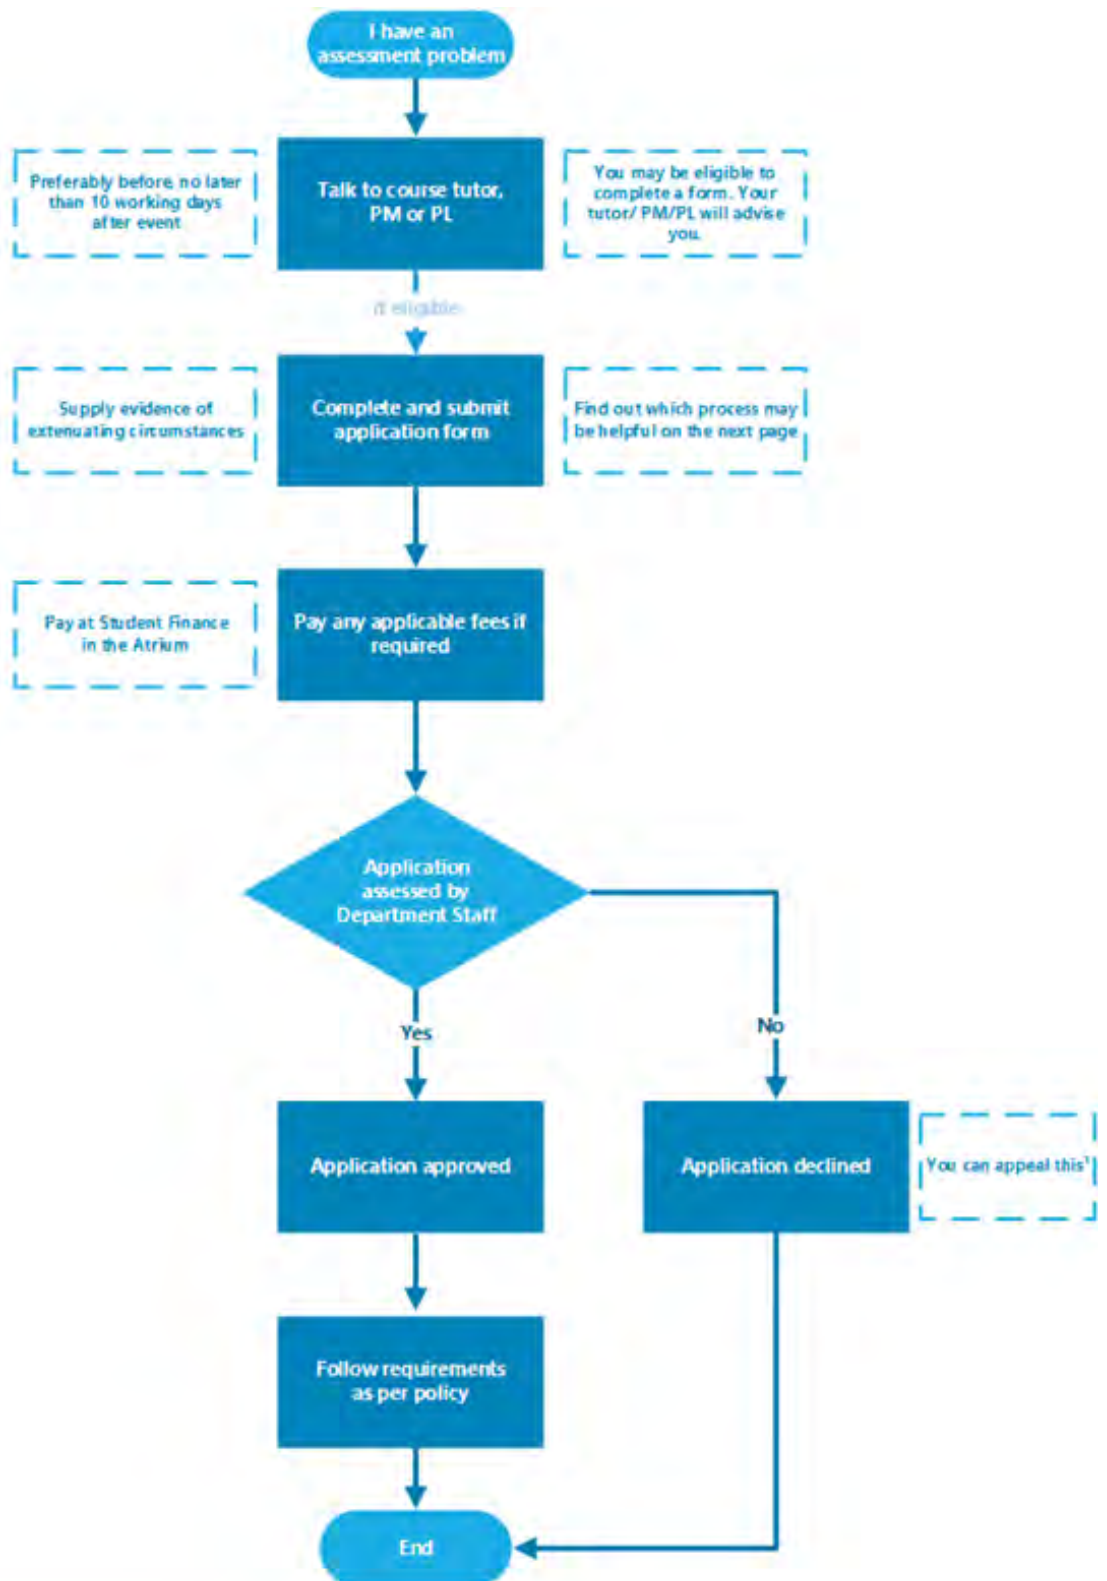 I have an
assessment problem
Preferably before, no later
than 10 working days
after event
Talk to course tutor,
PM or PL
You may be eligible to
complete a form. Your
tutor/ PM/PL will advise
you.
if eligible
Supply evidence of
extenuating circumstances
Complete and submit
application form
Find out which process may
be helpful on the next page
Pay at Student Finance
in the Atrium
Pay any applicable fees if
required
Application
assessed by
Department Staff
Yes
No
Application approved
Application declined
You can appeal this¹
Follow requirements
as per policy
End